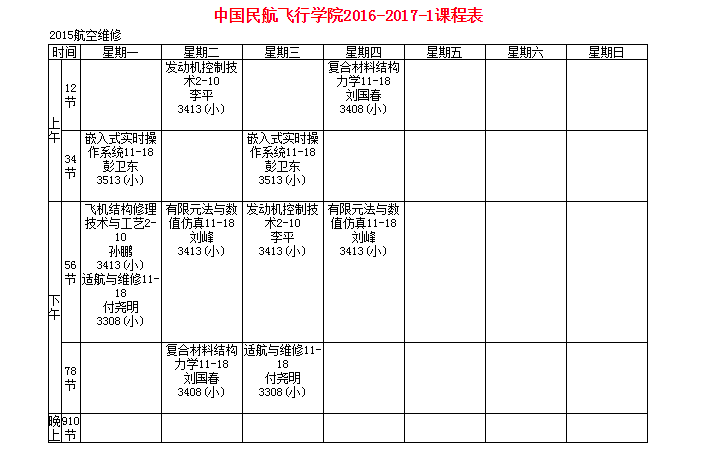 中国民航飞行学院2016-2017-1课程表
2015航空维修
时间 星期一 星期二 星期三 星期四 星期五 星期六 星期日
上午
12节
发动机控制技
术2-10
李平
3413(小)
复合材料结构
力学11-18
刘国春
3408(小)
34节
嵌入式实时操
作系统11-18
彭卫东
3513(小)
嵌入式实时操
作系统11-18
彭卫东
3513(小)
下午
56节
飞机结构修理
技术与工艺2-
10
孙鹏
3413(小)
适航与维修11-
18
付尧明
3308(小)
有限元法与数
值仿真11-18
刘峰
3413(小)
发动机控制技
术2-10
李平
3413(小)
有限元法与数
值仿真11-18
刘峰
3413(小)
78节
复合材料结构
力学11-18
刘国春
3408(小)
适航与维修11-
18
付尧明
3308(小)
晚上
910节